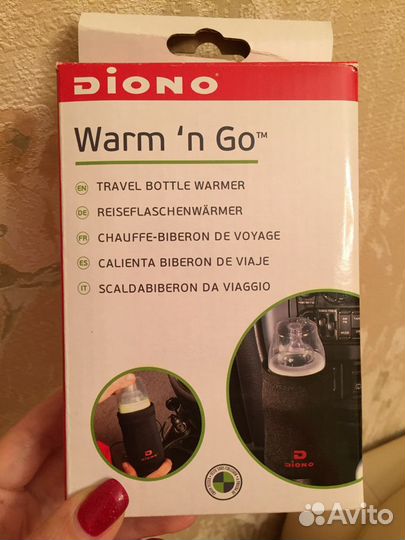 DIONO
Warm 'n Go™
EN TRAVEL BOTTLE WARMER
DE REISEFLASCHENWÄRMER
FR CHAUFFE-BIBERON DE VOYAGE
ES CALIENTA BIBERON DE VIAJE
IT SCALDABIBERON DA VIAGGIO
DIONO
DIONO
Avito